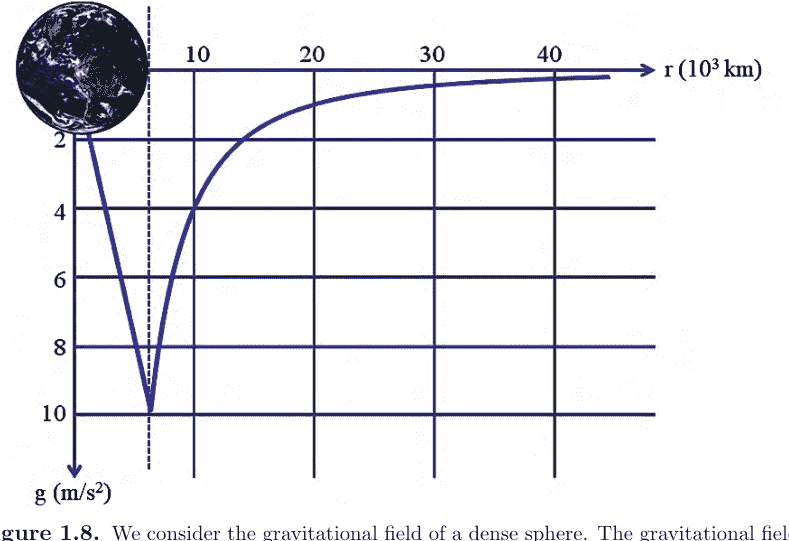 10 20 30 40
r (10³ km)
2
4
6
8
10
g (m/s²)
gure 1.8. We consider the gravitational field of a dense sphere. The gravitational fiel